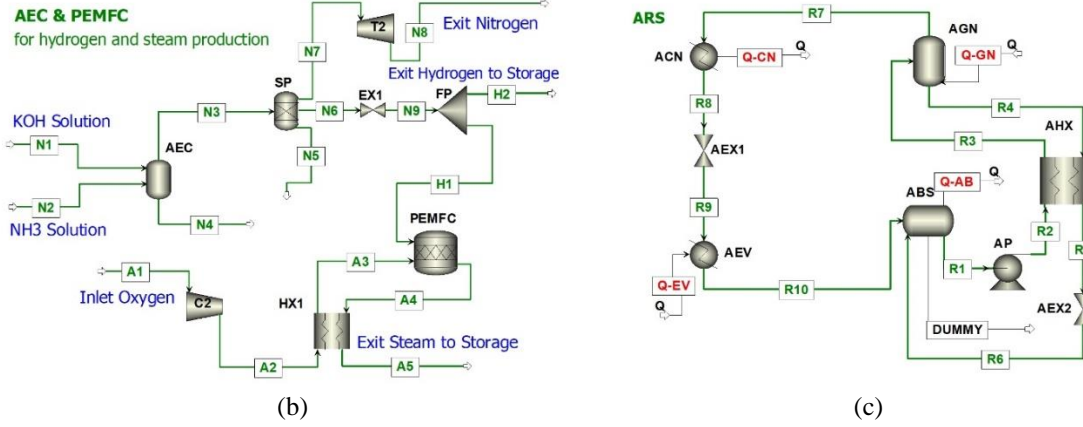 AEC & PEMFC
for hydrogen and steam production
N7
T2
N8
Exit Nitrogen
Exit Hydrogen to Storage
SP
N3
N6
EX1
N9
FP
H2
KOH Solution
N1
AEC
N5
N2
NH3 Solution
N4
H1
PEMFC
A1
A3
Inlet Oxygen
C2
HX1
A4
Exit Steam to Storage
A2
A5
(b)
ARS
R7
AGN
ACN
Q-CN
Q
Q-GN
Q
R8
R4
AHX
R3
AEX1
Q-AB
Q
ABS
R9
R2
AP
AEV
R1
R
Q-EV
R10
AEX2
Q
DUMMY
R6
(c)